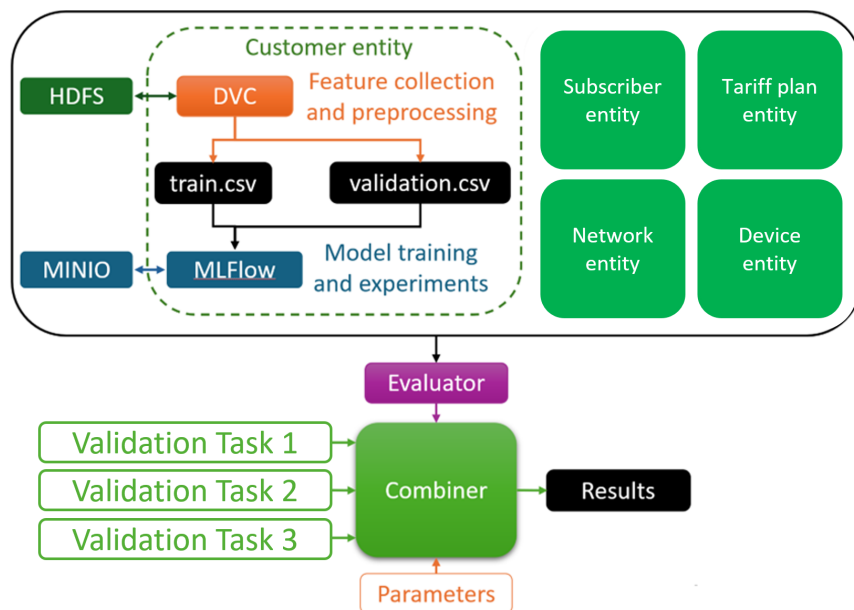 Customer entity
HDFS
DVC
Feature collection
and preprocessing
train.csv
validation.csv
MINIO
MLFlow
Model training
and experiments
Subscriber
entity
Tariff plan
entity
Network
entity
Device
entity
Evaluator
Validation Task 1
Validation Task 2
Validation Task 3
Combiner
Results
Parameters